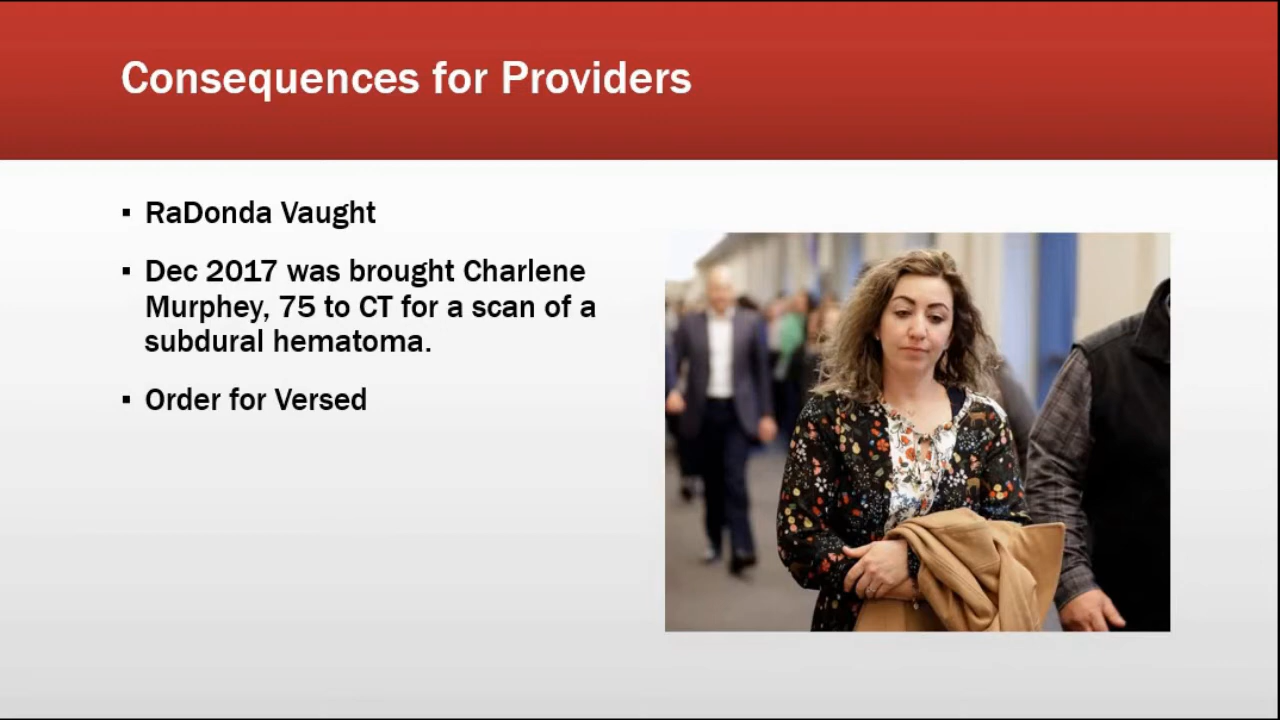 Consequences for Providers
▪ RaDonda Vaught
▪ Dec 2017 was brought Charlene
Murphey, 75 to CT for a scan of a
subdural hematoma.
▪ Order for Versed